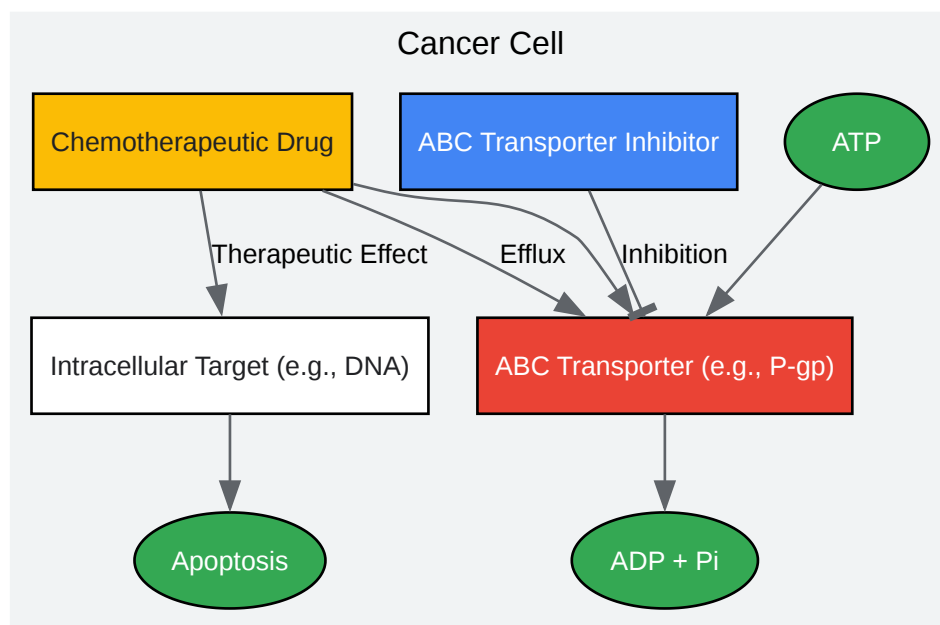 Cancer Cell
Chemotherapeutic Drug
ABC Transporter Inhibitor
ATP
Therapeutic Effect
Efflux
Inhibition
Intracellular Target (e.g., DNA)
ABC Transporter (e.g., P-gp)
Apoptosis
ADP + Pi